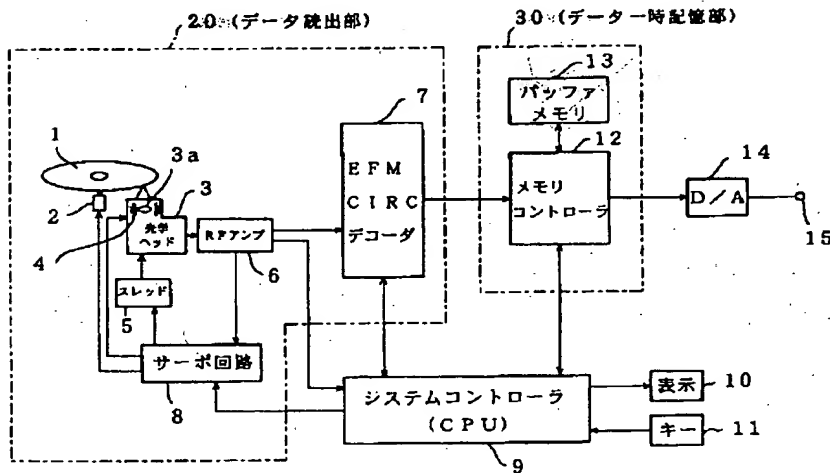 20 (データ読出部)
30 (データ一時記憶部)
13
バッファ
メモリ
7
12
1
3a
3
EFM
CIRC
デコーダ
メモリ
コントローラ
14
D/A
2
光学
ヘッド
RFアンプ
15
4
6
スレッド
5
サーボ回路
8
システムコントローラ
(CPU)
9
表示
10
キー
11